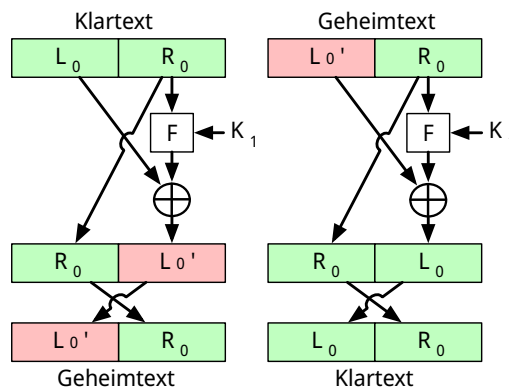 Klartext
L 0 R 0
F
K 1
R 0 L 0 '
L 0 ' R 0
Geheimtext
Geheimtext
L 0 ' R 0
F
K
R 0 L 0
L 0 R 0
Klartext